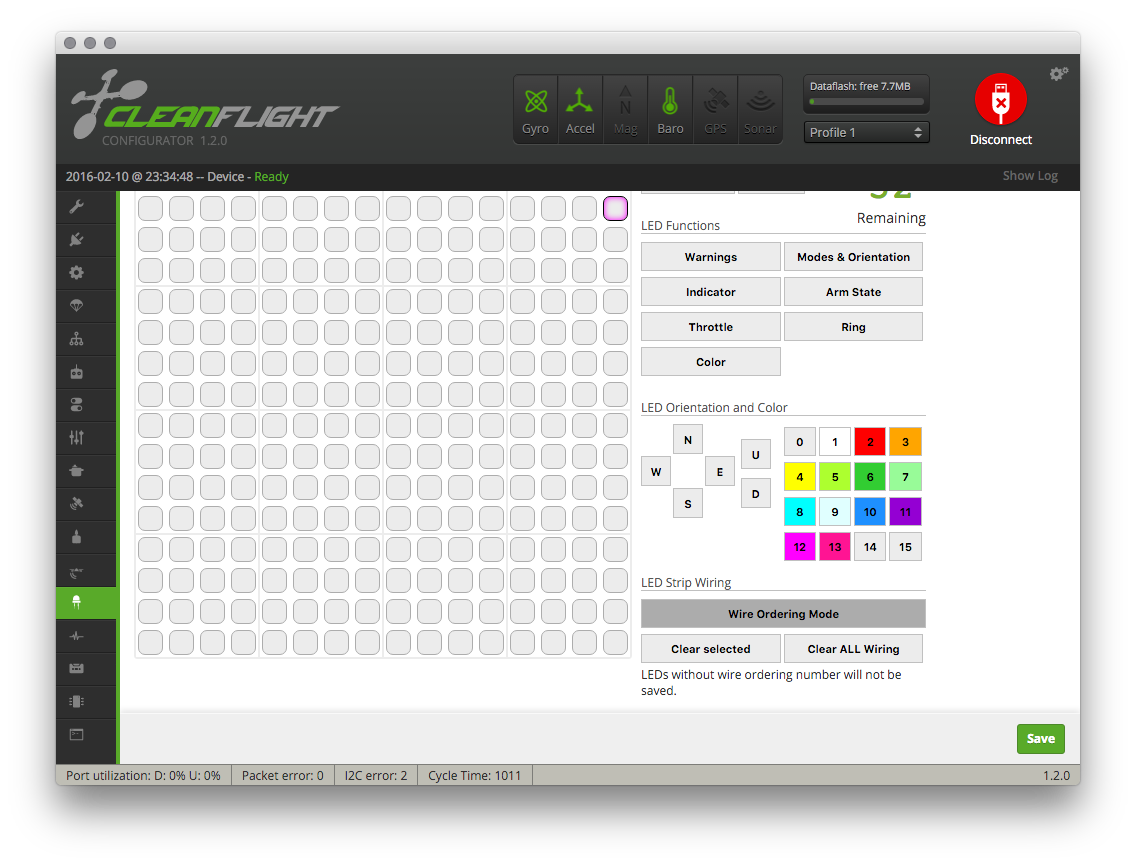 CLEANFLIGHT
CONFIGURATOR 1.2.0
Gyro Accel Mag Baro GPS Sonar
Dataflash: free 7.7MB
Profile 1
Disconnect
2016-02-10 @ 23:34:48 -- Device - Ready
Show Log
Remaining
LED Functions
Warnings Modes & Orientation
Indicator Arm State
Throttle Ring
Color
LED Orientation and Color
N
W E
S
U
D
0 1 2 3
4 5 6 7
8 9 10 11
12 13 14 15
LED Strip Wiring
Wire Ordering Mode
Clear selected Clear ALL Wiring
LEDs without wire ordering number will not be
saved.
Save
Port utilization: D: 0% U: 0% Packet error: 0 I2C error: 2 Cycle Time: 1011 1.2.0